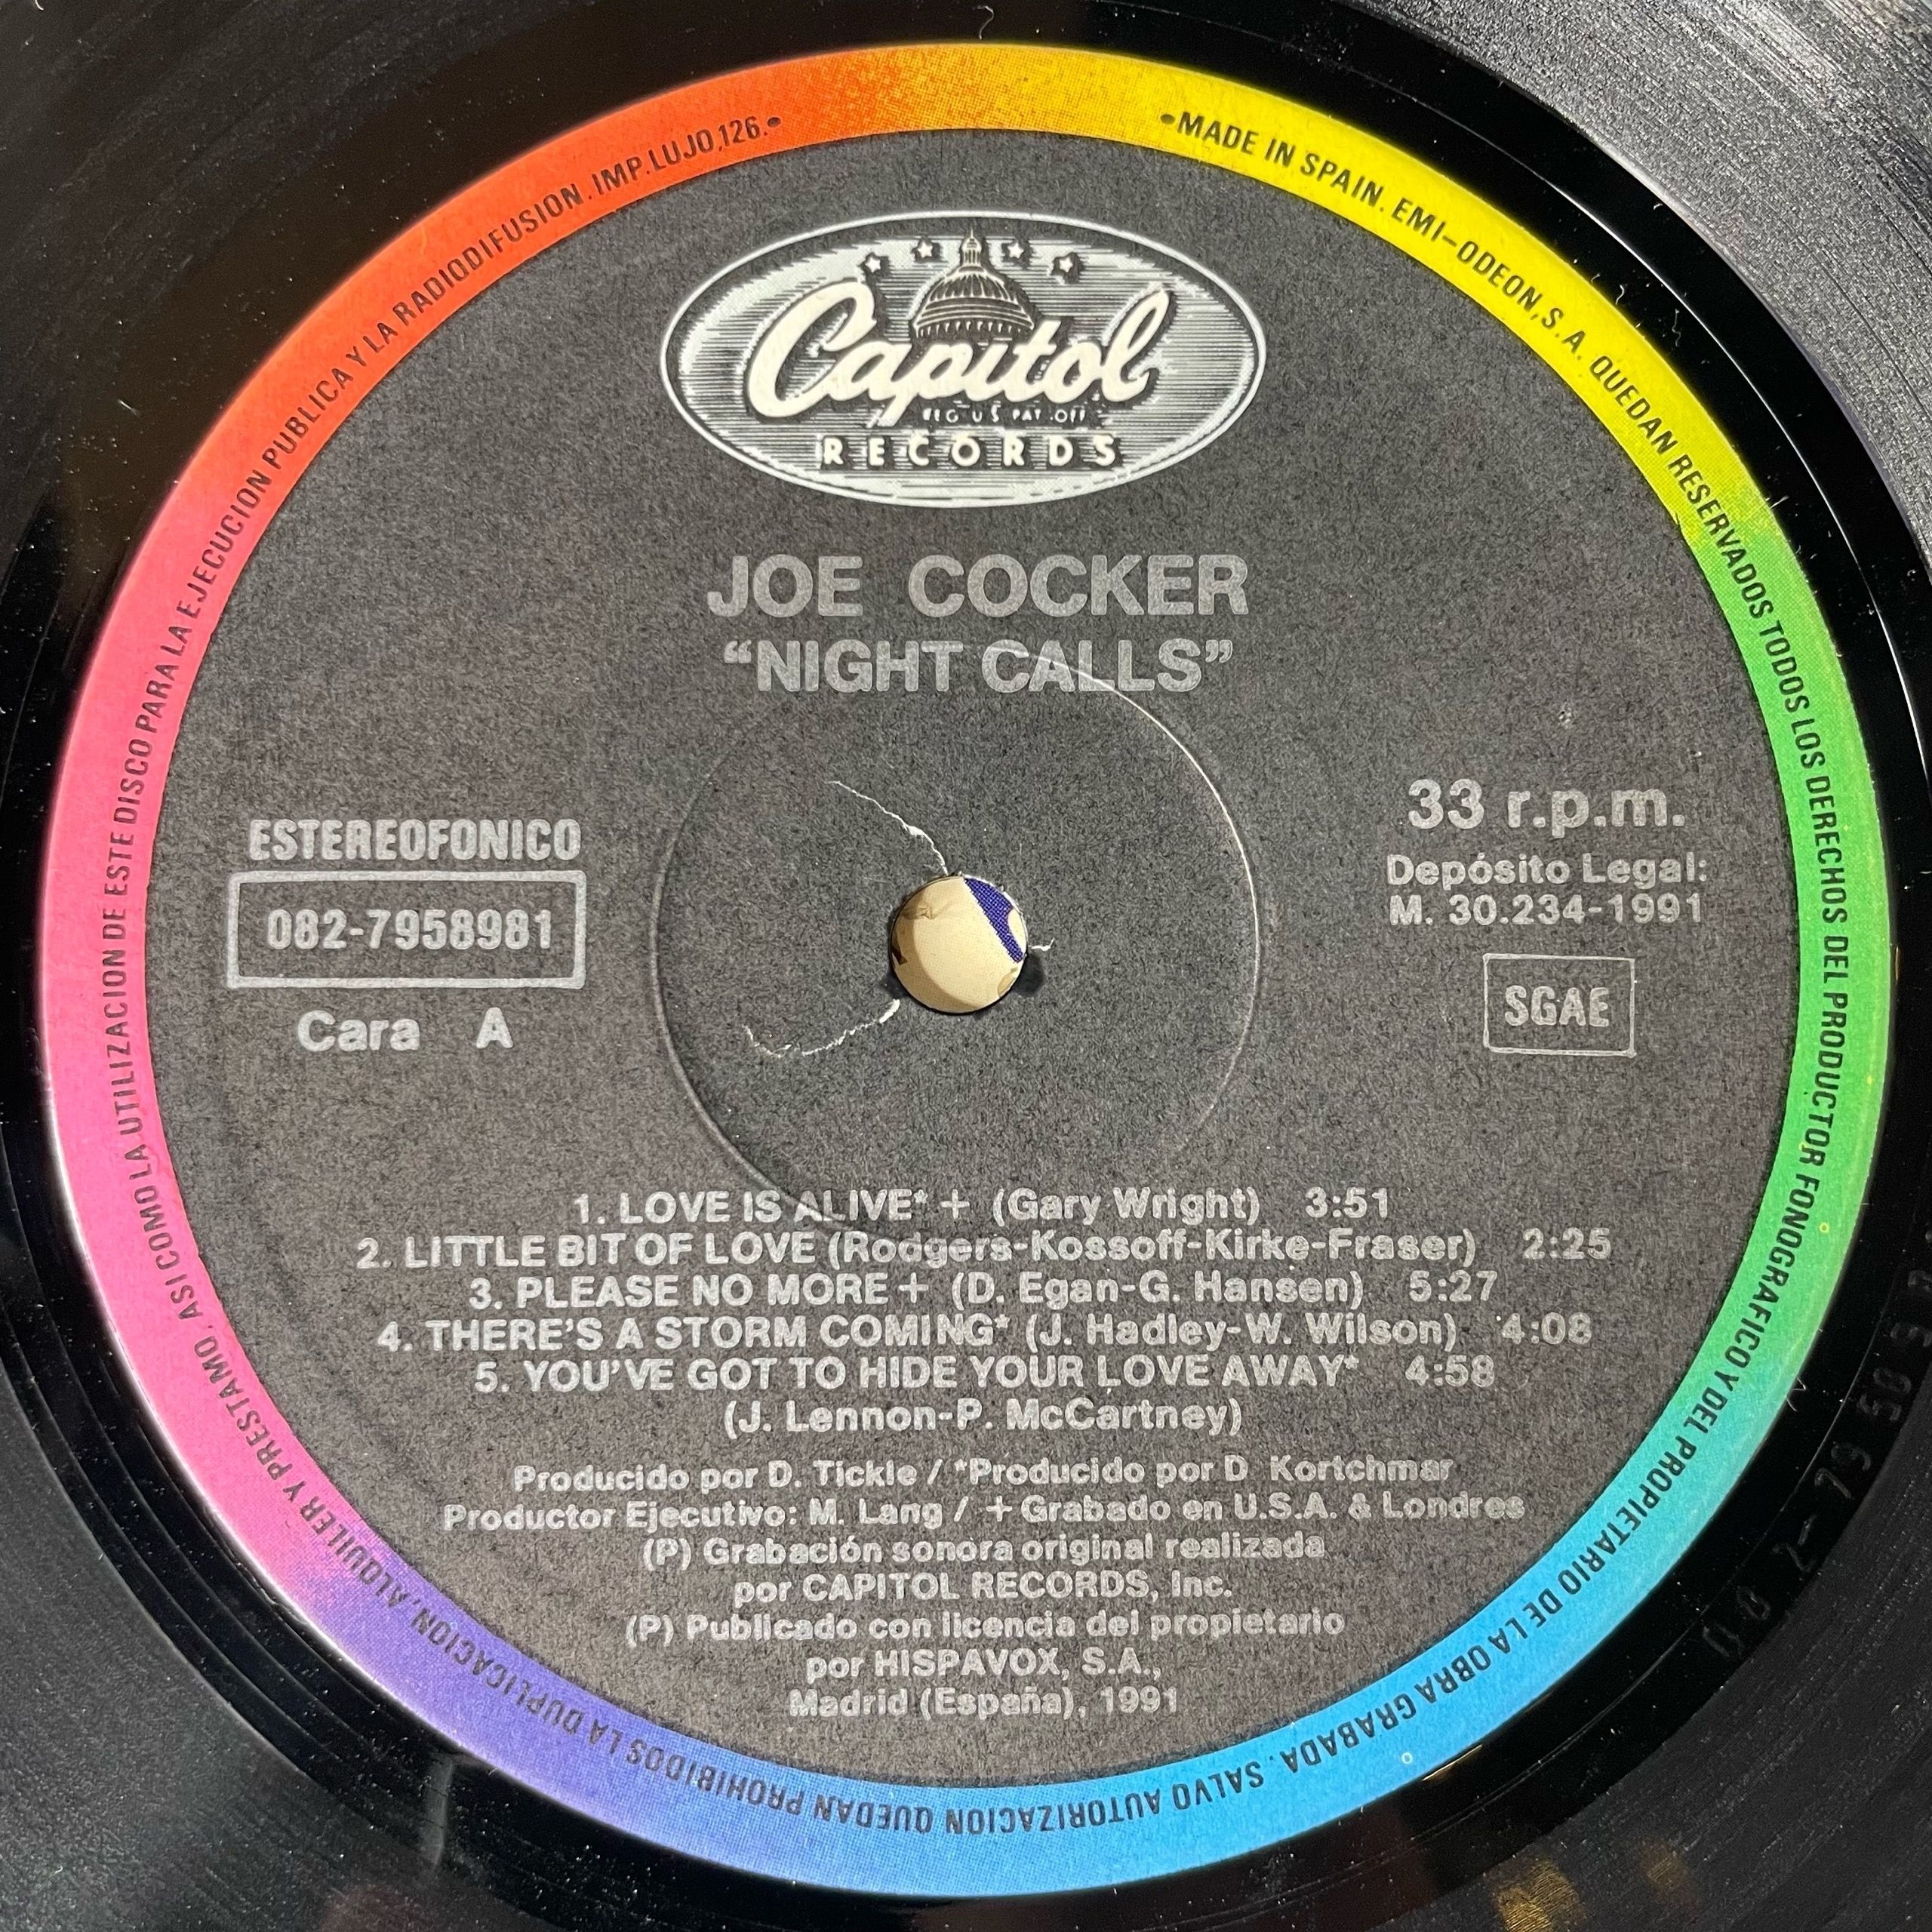 •MADE IN SPAIN. EMI-ODEON,S.A. QUEDAN RESERVADOS TODOS LOS DERECHOS DEL PRODUCTOR FONOGRAFICO Y DEL PROPIETARIO DE LA OBRA GRABADA. SALVO AUTORIZACION QUEDAN PROHIBIDOS LA DUPLICACION, ALQUILER Y PRESTAMO, ASI COMO LA UTILIZACION DE ESTE DISCO PARA LA EJECUCION PUBLICA Y LA RADIODIFUSION. IMP.LUJO,126.•
Capitol
REG U S PAT. OFF
RECORDS
JOE COCKER
“NIGHT CALLS”
ESTEREOFONICO
082-7958981
Cara A
33 r.p.m.
Depósito Legal:
M. 30.234-1991
SGAE
1. LOVE IS ALIVE* + (Gary Wright) 3:51
2. LITTLE BIT OF LOVE (Rodgers-Kossoff-Kirke-Fraser) 2:25
3. PLEASE NO MORE + (D. Egan-G. Hansen) 5:27
4. THERE'S A STORM COMING* (J. Hadley-W. Wilson) 4:08
5. YOU'VE GOT TO HIDE YOUR LOVE AWAY* 4:58
(J. Lennon-P. McCartney)
Producido por D. Tickle / *Producido por D Kortchmar
Productor Ejecutivo: M. Lang / + Grabado en U.S.A. & Londres
(P) Grabación sonora original realizada
por CAPITOL RECORDS, Inc.
(P) Publicado con licencia del propietario
por HISPAVOX, S.A.,
Madrid (España), 1991